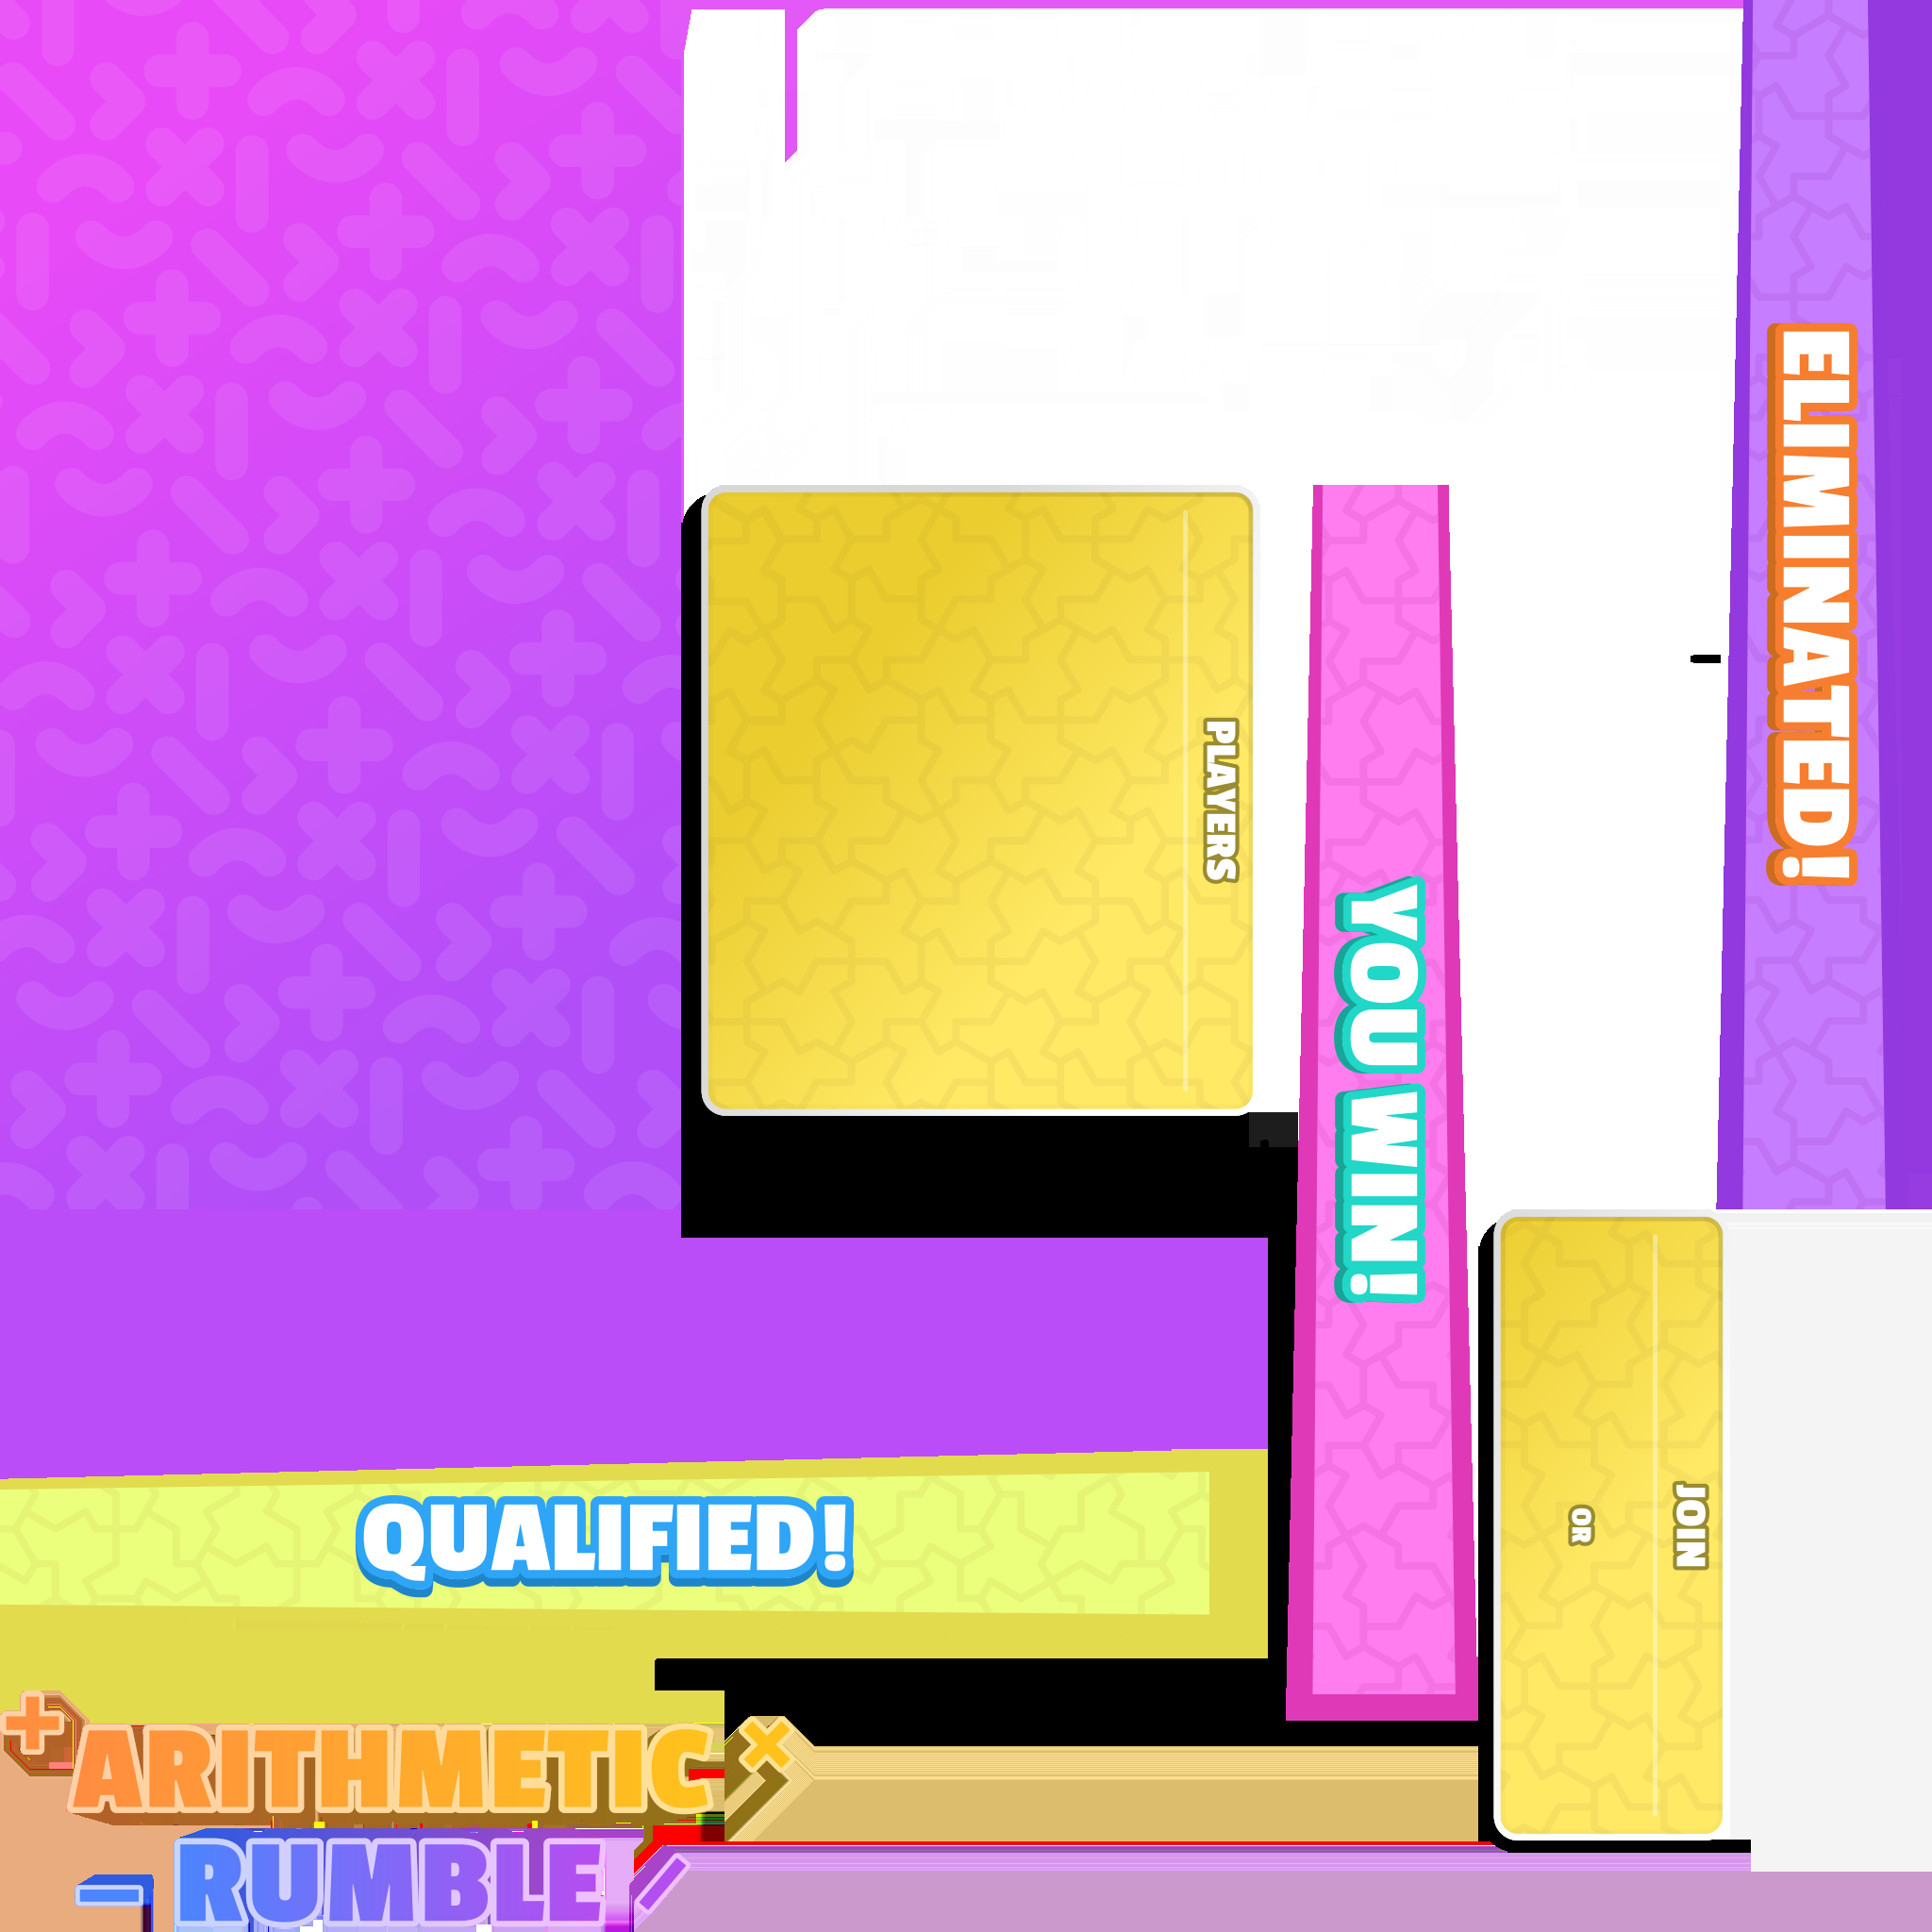 ELIMINATED!
PLAYERS
YOU WIN!
JOIN
OR
QUALIFIED!
ARITHMETIC
RUMBLE